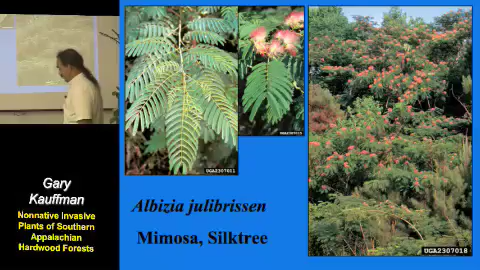 Gary
Kauffman
Nonnative Invasive
Plants of Southern
Appalachian
Hardwood Forests
UGA2307011
Albizia julibrissen
Mimosa, Silktree
UGA2307018